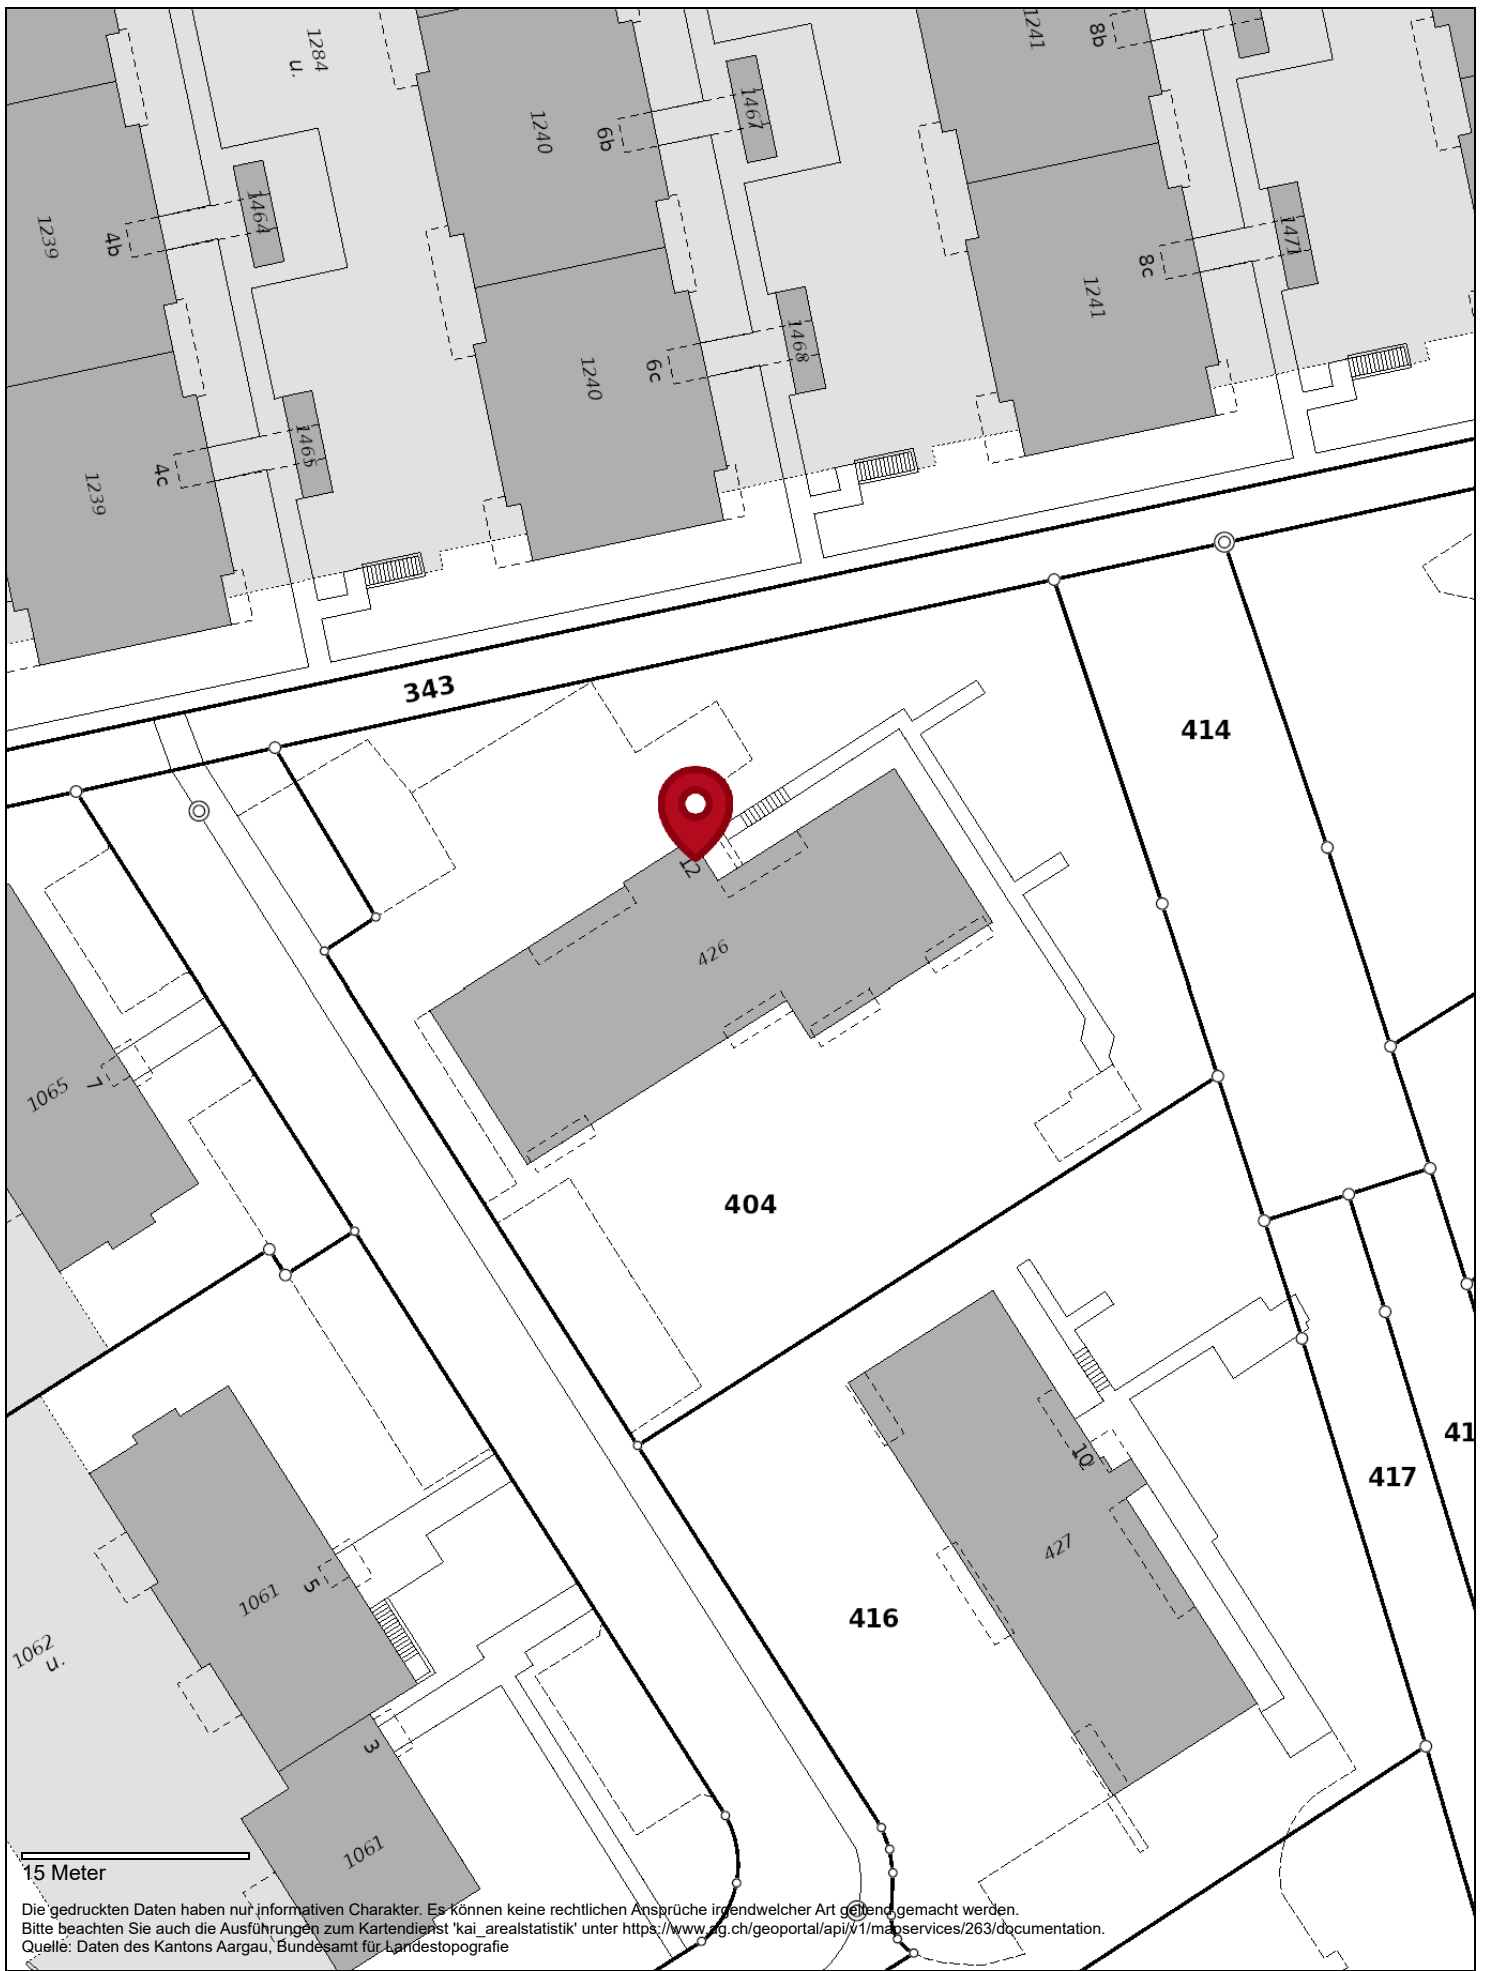 1284
u.
1241
8b
1240
6b
1467
1239
4b
1464
8c
1471
1241
6c
1468
1240
4c
1465
1239
343
414
12
426
1065
7
404
10
427
417
41
416
5
1061
1062
u.
3
1061
15 Meter
Die gedruckten Daten haben nur informativen Charakter. Es können keine rechtlichen Ansprüche irgendwelcher Art geltend gemacht werden.
Bitte beachten Sie auch die Ausführungen zum Kartendienst 'kai_arealstatistik' unter https://www.ag.ch/geoportal/api/v1/mapservices/263/documentation.
Quelle: Daten des Kantons Aargau, Bundesamt für Landestopografie